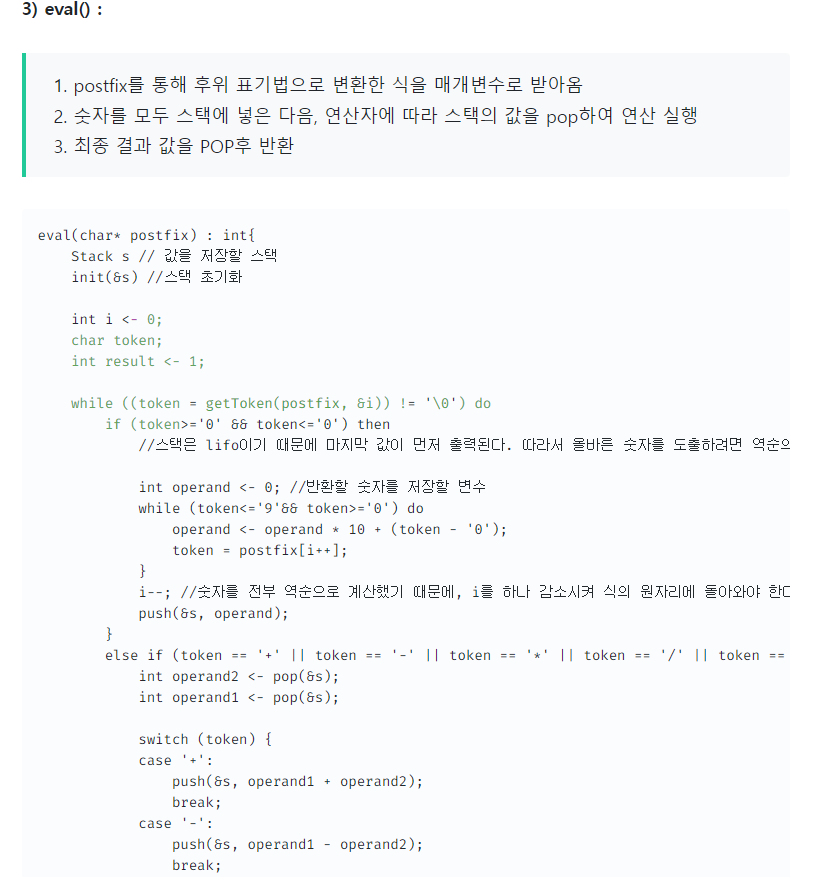 3) eval() :
1. postfix를 통해 후위 표기법으로 변환한 식을 매개변수로 받아옴
2. 숫자를 모두 스택에 넣은 다음, 연산자에 따라 스택의 값을 pop하여 연산 실행
3. 최종 결과 값을 POP후 반환
eval(char* postfix) : int{
Stack s // 값을 저장할 스택
init(&s) //스택 초기화
int i <- 0;
char token;
int result <- 1;
while ((token = getToken(postfix, &i)) != '\0') do
if (token>='0' && token<='0') then
//스택은 lifo이기 때문에 마지막 값이 먼저 출력된다. 따라서 올바른 숫자를 도출하려면 역순으
int operand <- 0; //반환할 숫자를 저장할 변수
while (token<='9'&& token>='0') do
operand <- operand * 10 + (token - '0');
token = postfix[i++];
}
i--; //숫자를 전부 역순으로 계산했기 때문에, i를 하나 감소시켜 식의 원자리에 돌아와야 한다
push(&s, operand);
}
else if (token == '+' || token == '-' || token == '*' || token == '/' || token ==
int operand2 <- pop(&s);
int operand1 <- pop(&s);
switch (token) {
case '+':
push(&s, operand1 + operand2);
break;
case '-':
push(&s, operand1 - operand2);
break;